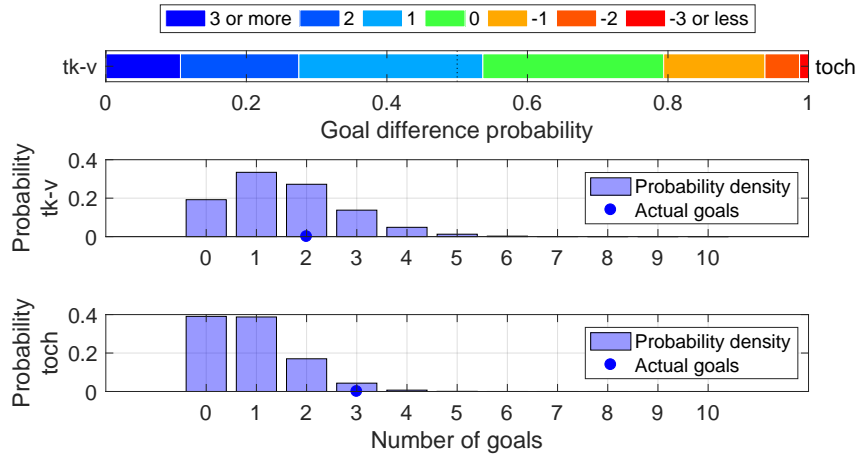 3 or more 2 1 0 -1 -2 -3 or less
tk-v toch
0 0.2 0.4 0.6 0.8 1
Goal difference probability
Probability
tk-v
0.4
0.2
0
Probability density
Actual goals
0 1 2 3 4 5 6 7 8 9 10
Probability
toch
0.4
0.2
0
Probability density
Actual goals
0 1 2 3 4 5 6 7 8 9 10
Number of goals